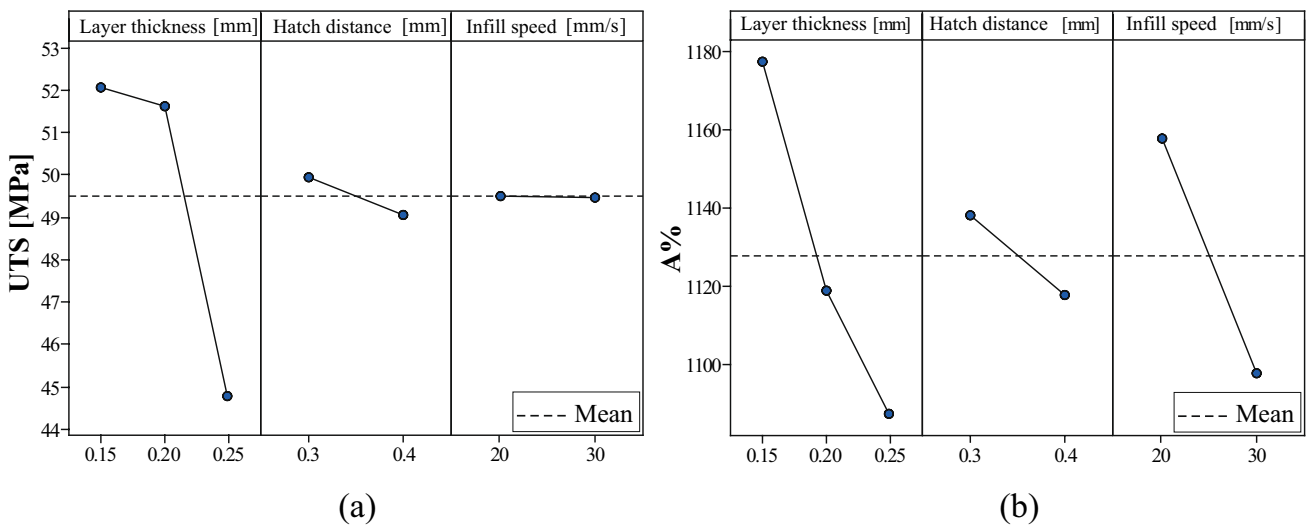 Layer thickness [mm] Hatch distance [mm] Infill speed [mm/s]
UTS [MPa]
53
52
51
50
49
48
47
46
45
44
Mean
0.15 0.20 0.25 0.3 0.4 20 30
(a)
Layer thickness [mm] Hatch distance [mm] Infill speed [mm/s]
A%
1180
1160
1140
1120
1100
Mean
0.15 0.20 0.25 0.3 0.4 20 30
(b)